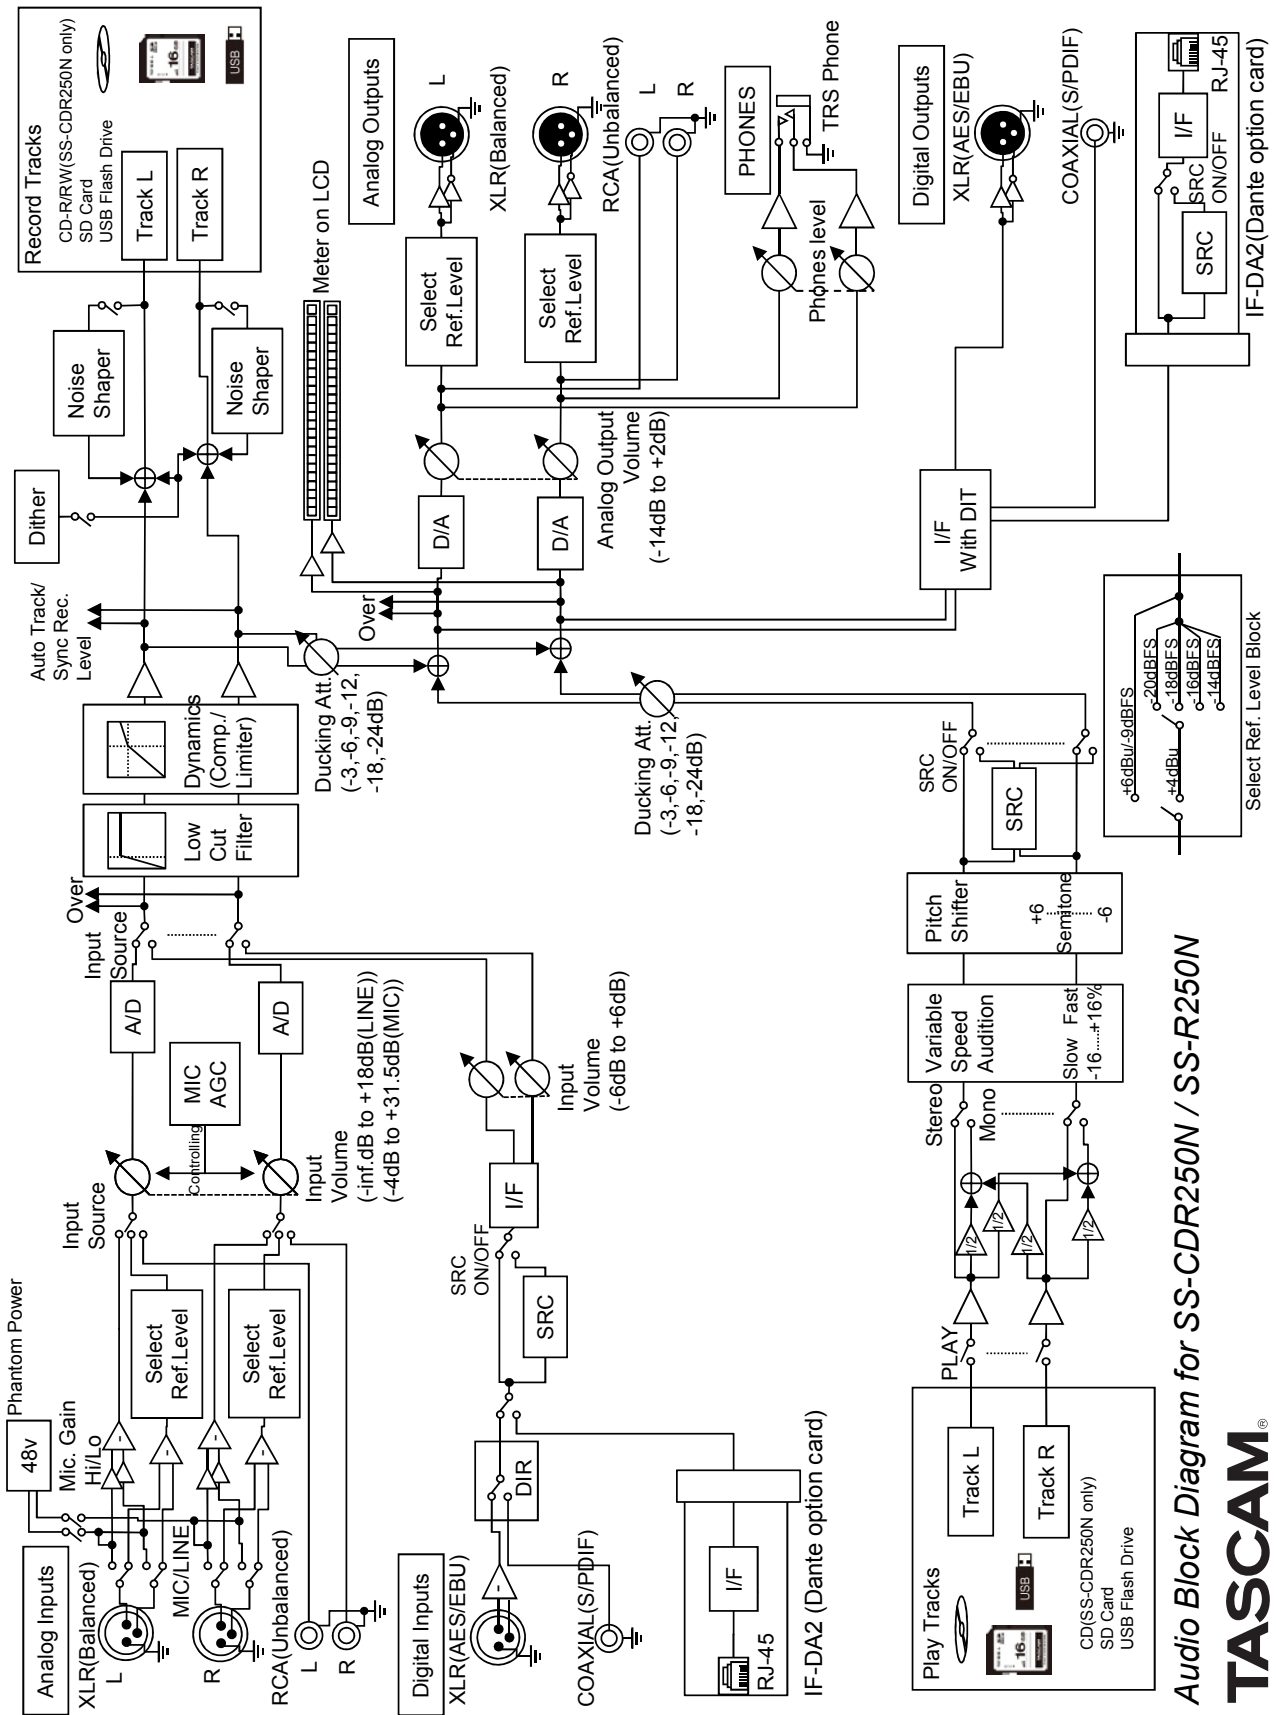 Analog Inputs
XLR(Balanced)
L
R
RCA(Unbalanced)
L
R
Phantom Power
48v
Mic. Gain
Hi/Lo
MIC/LINE
Select
Ref.Level
Select
Ref.Level
Input
Source
Controlling
MIC
AGC
Input
Volume
(-inf.dB to +18dB(LINE))
(-4dB to +31.5dB(MIC))
A/D
A/D
Input
Source
Over
Low
Cut
Filter
Dynamics
(Comp./
Limiter)
Auto Track/
Sync Rec.
Level
Dither
Noise
Shaper
Noise
Shaper
Record Tracks
CD-R/RW(SS-CDR250N only)
SD Card
USB Flash Drive
Track L
Track R
16GB
USB
Digital Inputs
XLR(AES/EBU)
COAXIAL(S/PDIF)
DIR
SRC
ON/OFF
SRC
I/F
Input
Volume
(-6dB to +6dB)
RJ-45
I/F
IF-DA2 (Dante option card)
Ducking Att.
(-3,-6,-9,-12,
-18,-24dB)
Over
Meter on LCD
D/A
D/A
Analog Output
Volume
(-14dB to +2dB)
Select
Ref.Level
Select
Ref.Level
Analog Outputs
L
XLR(Balanced)
R
RCA(Unbalanced)
L
R
PHONES
Phones level
TRS Phone
Ducking Att.
(-3,-6,-9,-12,
-18,-24dB)
I/F
With DIT
Digital Outputs
XLR(AES/EBU)
COAXIAL(S/PDIF)
SRC
SRC
ON/OFF
I/F
RJ-45
IF-DA2(Dante option card)
Play Tracks
16GB
USB
CD(SS-CDR250N only)
SD Card
USB Flash Drive
Track L
Track R
PLAY
1/2
1/2
1/2
1/2
Stereo
Mono
Variable
Speed
Audition
Slow Fast
-16.....+16%
Pitch
Shifter
+6
Semitone
-6
SRC
SRC
ON/OFF
+6dBu/-9dBFS
+4dBu
-20dBFS
-18dBFS
-16dBFS
-14dBFS
Select Ref. Level Block
Audio Block Diagram for SS-CDR250N / SS-R250N
TASCAM®